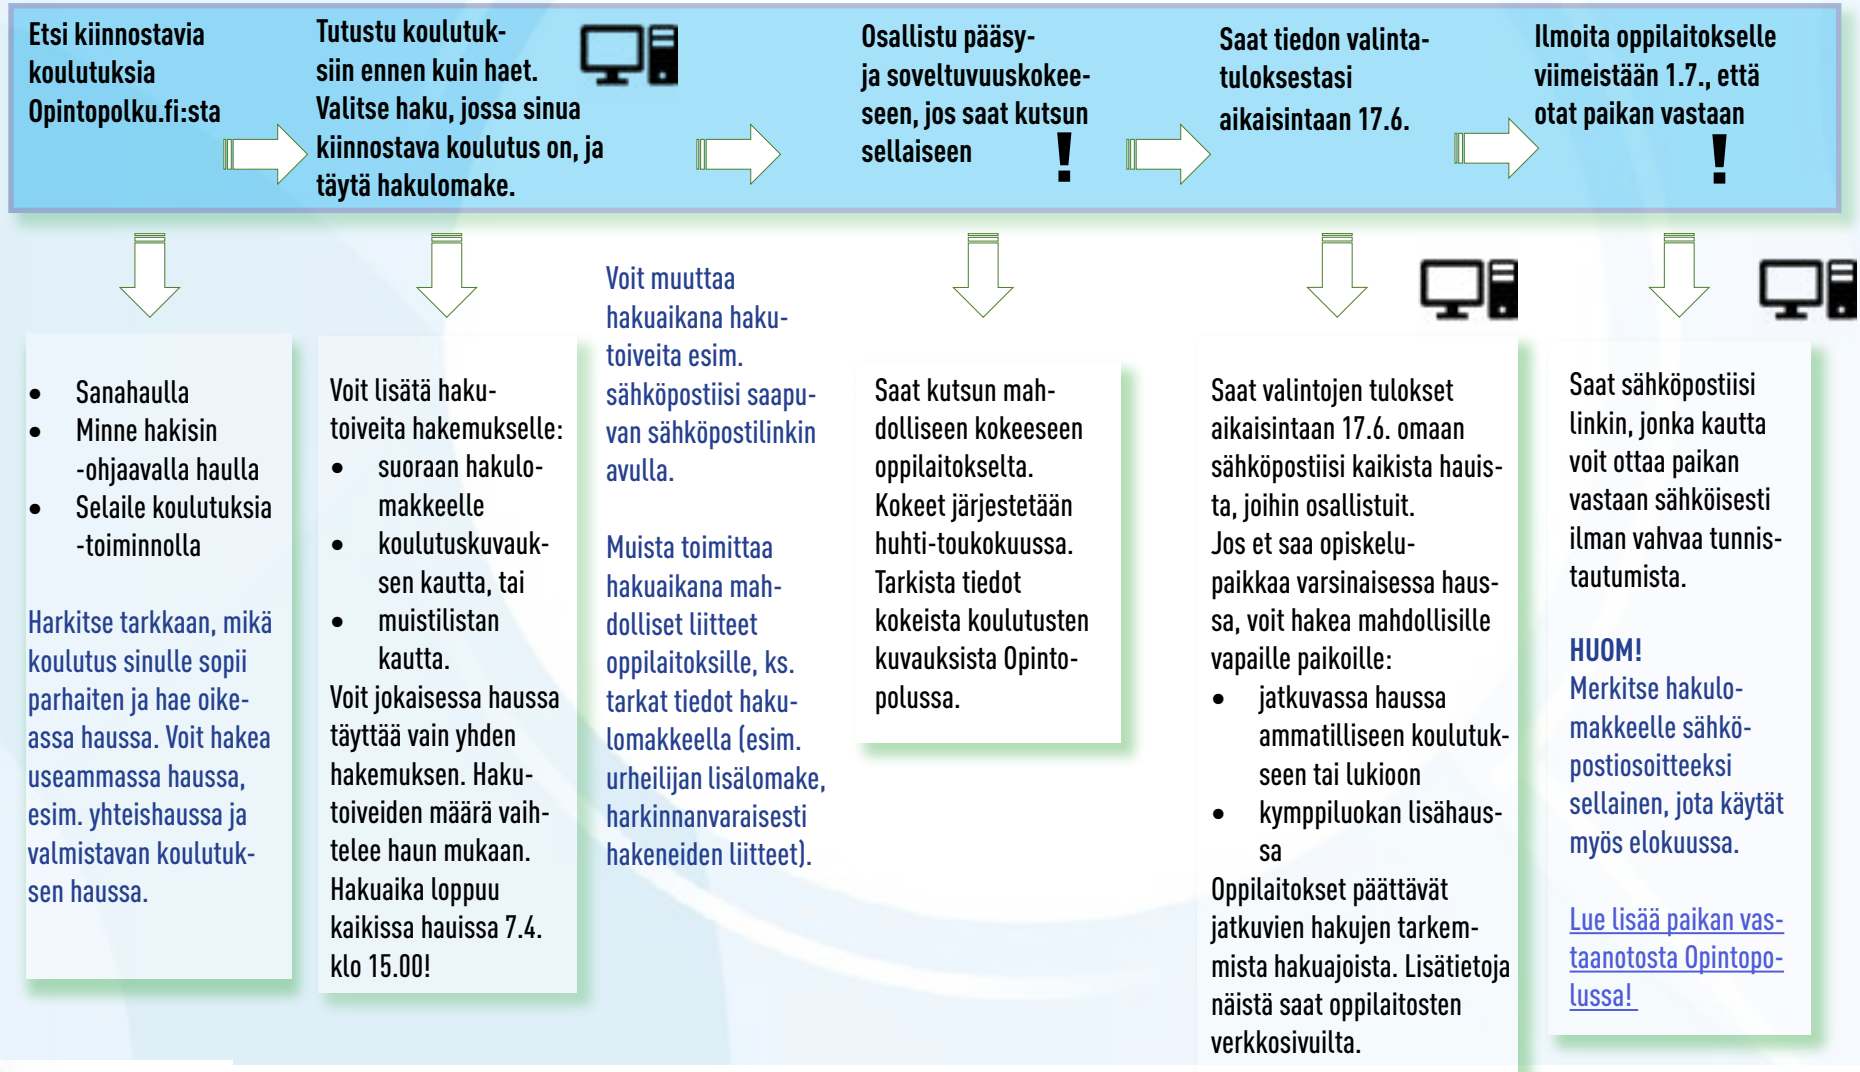 Etsi kiinnostavia
koulutuksia
Opintopolku.fi:sta
Tutustu koulutuk-
siin ennen kuin haet.
Valitse haku, jossa sinua
kiinnostava koulutus on, ja
täytä hakulomake.
Osallistu pääsy-
ja soveltuvuuskokee-
seen, jos saat kutsun
sellaiseen
!
Saat tiedon valinta-
tuloksestasi
aikaisintaan 17.6.
Ilmoita oppilaitokselle
viimeistään 1.7., että
otat paikan vastaan
!
• Sanahaulla
• Minne hakisin
-ohjaavalla haulla
• Selaile koulutuksia
-toiminnolla
Harkitse tarkkaan, mikä
koulutus sinulle sopii
parhaiten ja hae oike-
assa haussa. Voit hakea
useammassa haussa,
esim. yhteishaussa ja
valmistavan koulutuk-
sen haussa.
Voit lisätä haku-
toiveita hakemukselle:
• suoraan hakulo-
makkeelle
• koulutuskuvauk-
sen kautta, tai
• muistilistan
kautta.
Voit jokaisessa haussa
täyttää vain yhden
hakemuksen. Haku-
toiveiden määrä vaih-
telee haun mukaan.
Hakuaika loppuu
kaikissa hauissa 7.4.
klo 15.00!
Voit muuttaa
hakuaikana haku-
toiveita esim.
sähköpostiisi saapu-
van sähköpostilinkin
avulla.
Muista toimittaa
hakuaikana mah-
dolliset liitteet
oppilaitoksille, ks.
tarkat tiedot haku-
lomakkeella (esim.
urheilijan lisälomake,
harkinnanvaraisesti
hakeneiden liitteet).
Saat kutsun mah-
dolliseen kokeeseen
oppilaitokselta.
Kokeet järjestetään
huhti-toukokuussa.
Tarkista tiedot
kokeista koulutusten
kuvauksista Opinto-
polussa.
Saat valintojen tulokset
aikaisintaan 17.6. omaan
sähköpostiisi kaikista hauis-
ta, joihin osallistuit.
Jos et saa opiskelu-
paikkaa varsinaisessa haus-
sa, voit hakea mahdollisille
vapaille paikoille:
• jatkuvassa haussa
ammatilliseen koulutuk-
seen tai lukioon
• kymppiluokan lisähaus-
sa
Oppilaitokset päättävät
jatkuvien hakujen tarkem-
mista hakuajoista. Lisätietoja
näistä saat oppilaitosten
verkkosivuilta.
Saat sähköpostiisi
linkin, jonka kautta
voit ottaa paikan
vastaan sähköisesti
ilman vahvaa tunnis-
tautumista.
HUOM!
Merkitse hakulo-
makkeelle sähkö-
postiosoitteeksi
sellainen, jota käytät
myös elokuussa.
Lue lisää paikan vas-
taanotosta Opintopo-
lussa!